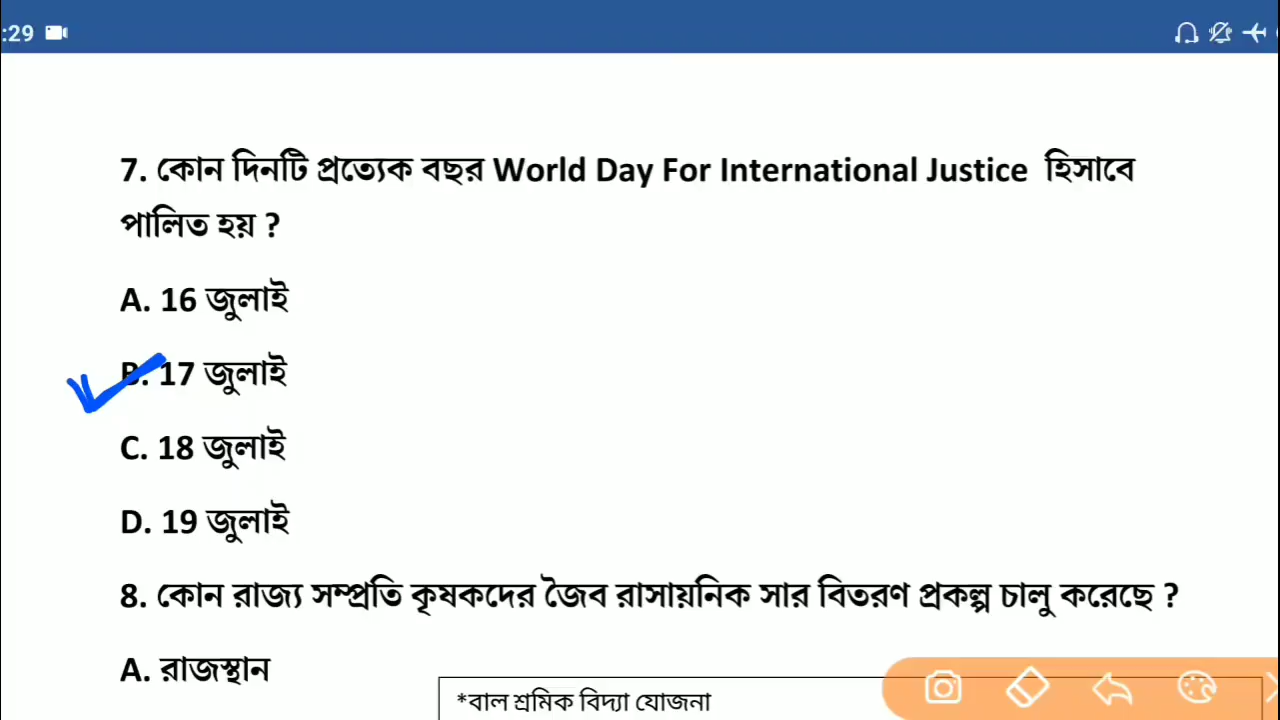 :29
7. কোন দিনটি প্রত্যেক বছর World Day For International Justice হিসাবে
পালিত হয় ?
A. 16 জুলাই
B. 17 জুলাই
C. 18 জুলাই
D. 19 জুলাই
8. কোন রাজ্য সম্প্রতি কৃষকদের জৈব রাসায়নিক সার বিতরণ প্রকল্প চালু করেছে ?
A. রাজস্থান
*বাল শ্রমিক বিদ্যা যোজনা